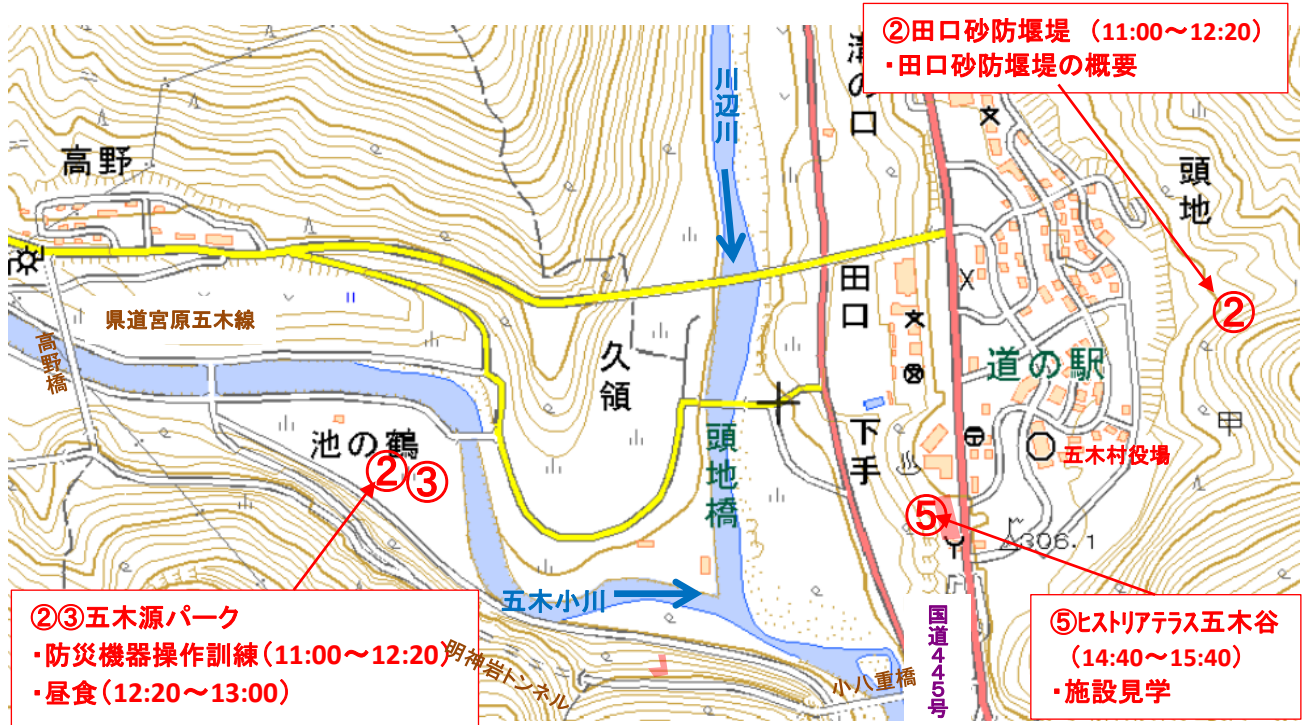 ②田口砂防堰堤 （11:00～12:20）
・田口砂防堰堤の概要
川辺川
溝の口
高野
頭地
田口
②
県道宮原五木線
高野橋
久領
道の駅
池の鶴
②③
頭地橋
下手
五木村役場
⑤
306.1
五木小川
②③五木源パーク
・防災機器操作訓練（11:00～12:20）
・昼食（12:20～13:00）
明神岩トンネル
小八重橋
国道445号
⑤ヒストリアテラス五木谷
（14:40～15:40）
・施設見学